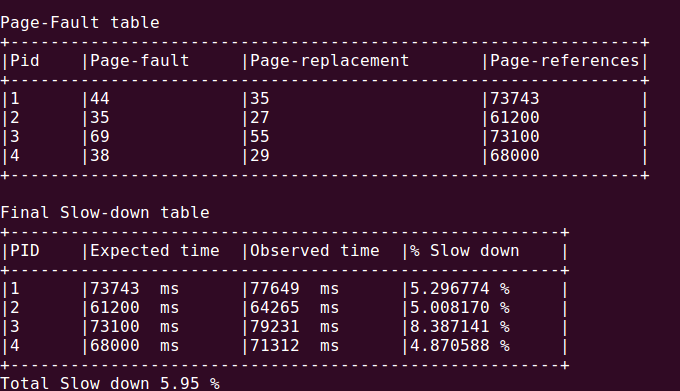 Page-Fault table
+---------------------------------------------------------------+
|Pid    |Page-fault     |Page-replacement       |Page-references|
+---------------------------------------------------------------+
|1      |44             |35                     |73743          |
|2      |35             |27                     |61200          |
|3      |69             |55                     |73100          |
|4      |38             |29                     |68000          |
+---------------------------------------------------------------+
Final Slow-down table
+-------------------------------------------------------+
|PID    |Expected time  |Observed time  |% Slow down    |
+-------------------------------------------------------+
|1      |73743  ms      |77649  ms      |5.296774 %     |
|2      |61200  ms      |64265  ms      |5.008170 %     |
|3      |73100  ms      |79231  ms      |8.387141 %     |
|4      |68000  ms      |71312  ms      |4.870588 %     |
+-------------------------------------------------------+
Total Slow down 5.95 %